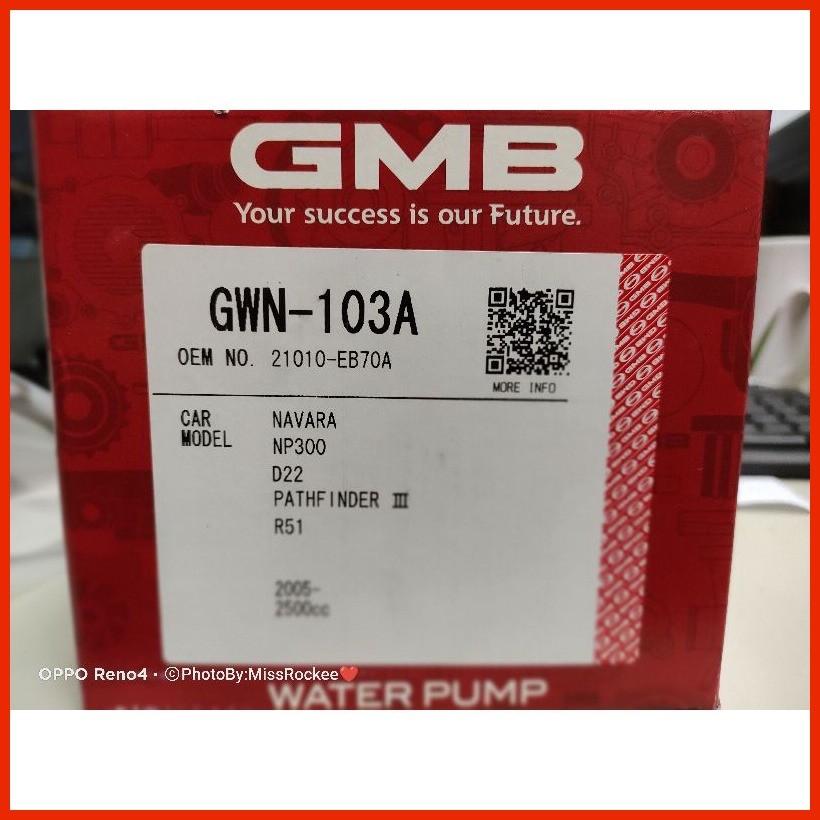 GMB
Your success is our Future.
GWN-103A
OEM NO. 21010-EB70A
MORE INFO
CAR MODEL
NAVARA
NP300
D22
PATHFINDER Ⅲ
R51
2005-
2500cc
OPPO Reno4 · ©PhotoBy:MissRockee❤️
WATER PUMP